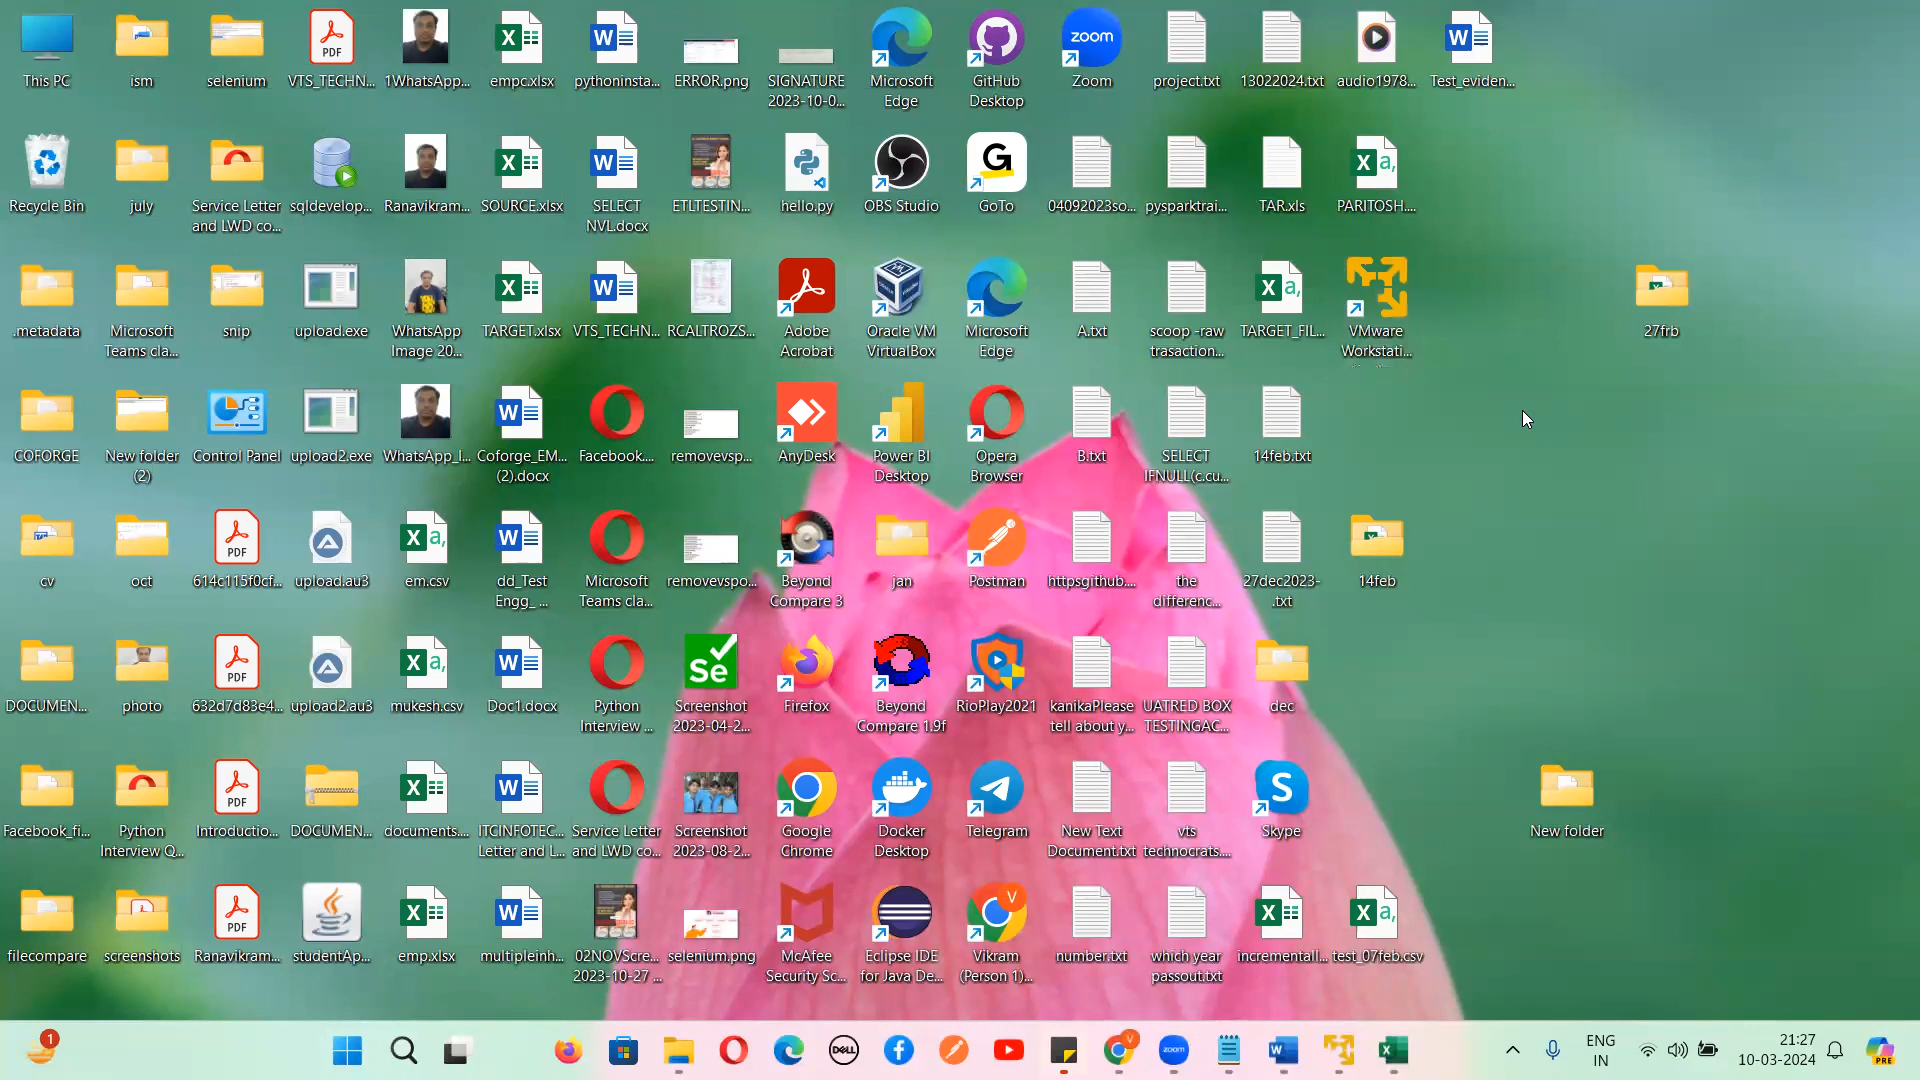 This PC
ism
selenium
VTS_TECHN...
1WhatsApp...
empc.xlsx
pythoninsta...
ERROR.png
SIGNATURE
2023-10-0...
Microsoft
Edge
GitHub
Desktop
zoom
Zoom
project.txt
13022024.txt
audio1978...
Test_eviden...
Recycle Bin
july
Service Letter
and LWD co...
sqldevelop...
Ranavikram...
SOURCE.xlsx
SELECT
NVL.docx
ETLTESTIN...
hello.py
OBS Studio
GoTo
04092023so...
pysparktrai...
TAR.xls
PARITOSH....
.metadata
Microsoft
Teams cla...
snip
upload.exe
WhatsApp
Image 20...
TARGET.xlsx
VTS_TECHN...
RCALTROZS...
Adobe
Acrobat
Oracle VM
VirtualBox
Microsoft
Edge
A.txt
scoop -raw
trasaction...
TARGET_FIL...
VMware
Workstati...
27frb
COFORGE
New folder
(2)
Control Panel
upload2.exe
WhatsApp_I...
Coforge_EM...
(2).docx
Facebook....
removevsp...
AnyDesk
Power BI
Desktop
Opera
Browser
B.txt
SELECT
IFNULL(c.cu...
14feb.txt
cv
oct
614c115f0cf...
upload.au3
em.csv
dd_Test
Engg_ ...
Microsoft
Teams cla...
removevspo...
Beyond
Compare 3
jan
Postman
httpsgithub....
the
differenc...
27dec2023-
.txt
14feb
DOCUMEN...
photo
632d7d83e4...
upload2.au3
mukesh.csv
Doc1.docx
Python
Interview ...
Screenshot
2023-04-2...
Firefox
Beyond
Compare 1.9f
RioPlay2021
kanikaPlease
tell about y...
UATRED BOX
TESTINGAC...
dec
Facebook_fi...
Python
Interview Q...
Introductio...
DOCUMEN...
documents....
ITCINFOTEC...
Letter and L...
Service Letter
and LWD co...
Screenshot
2023-08-2...
Google
Chrome
Docker
Desktop
Telegram
New Text
Document.txt
vts
technocrats....
Skype
New folder
filecompare
screenshots
Ranavikram...
studentAp...
emp.xlsx
multipleinh...
02NOVScre...
2023-10-27 ...
selenium.png
McAfee
Security Sc...
Eclipse IDE
for Java De...
Vikram
(Person 1)...
number.txt
which year
passout.txt
incrementall...
test_07feb.csv
1
DELL
zoom
ENG
IN
21:27
10-03-2024
PRE